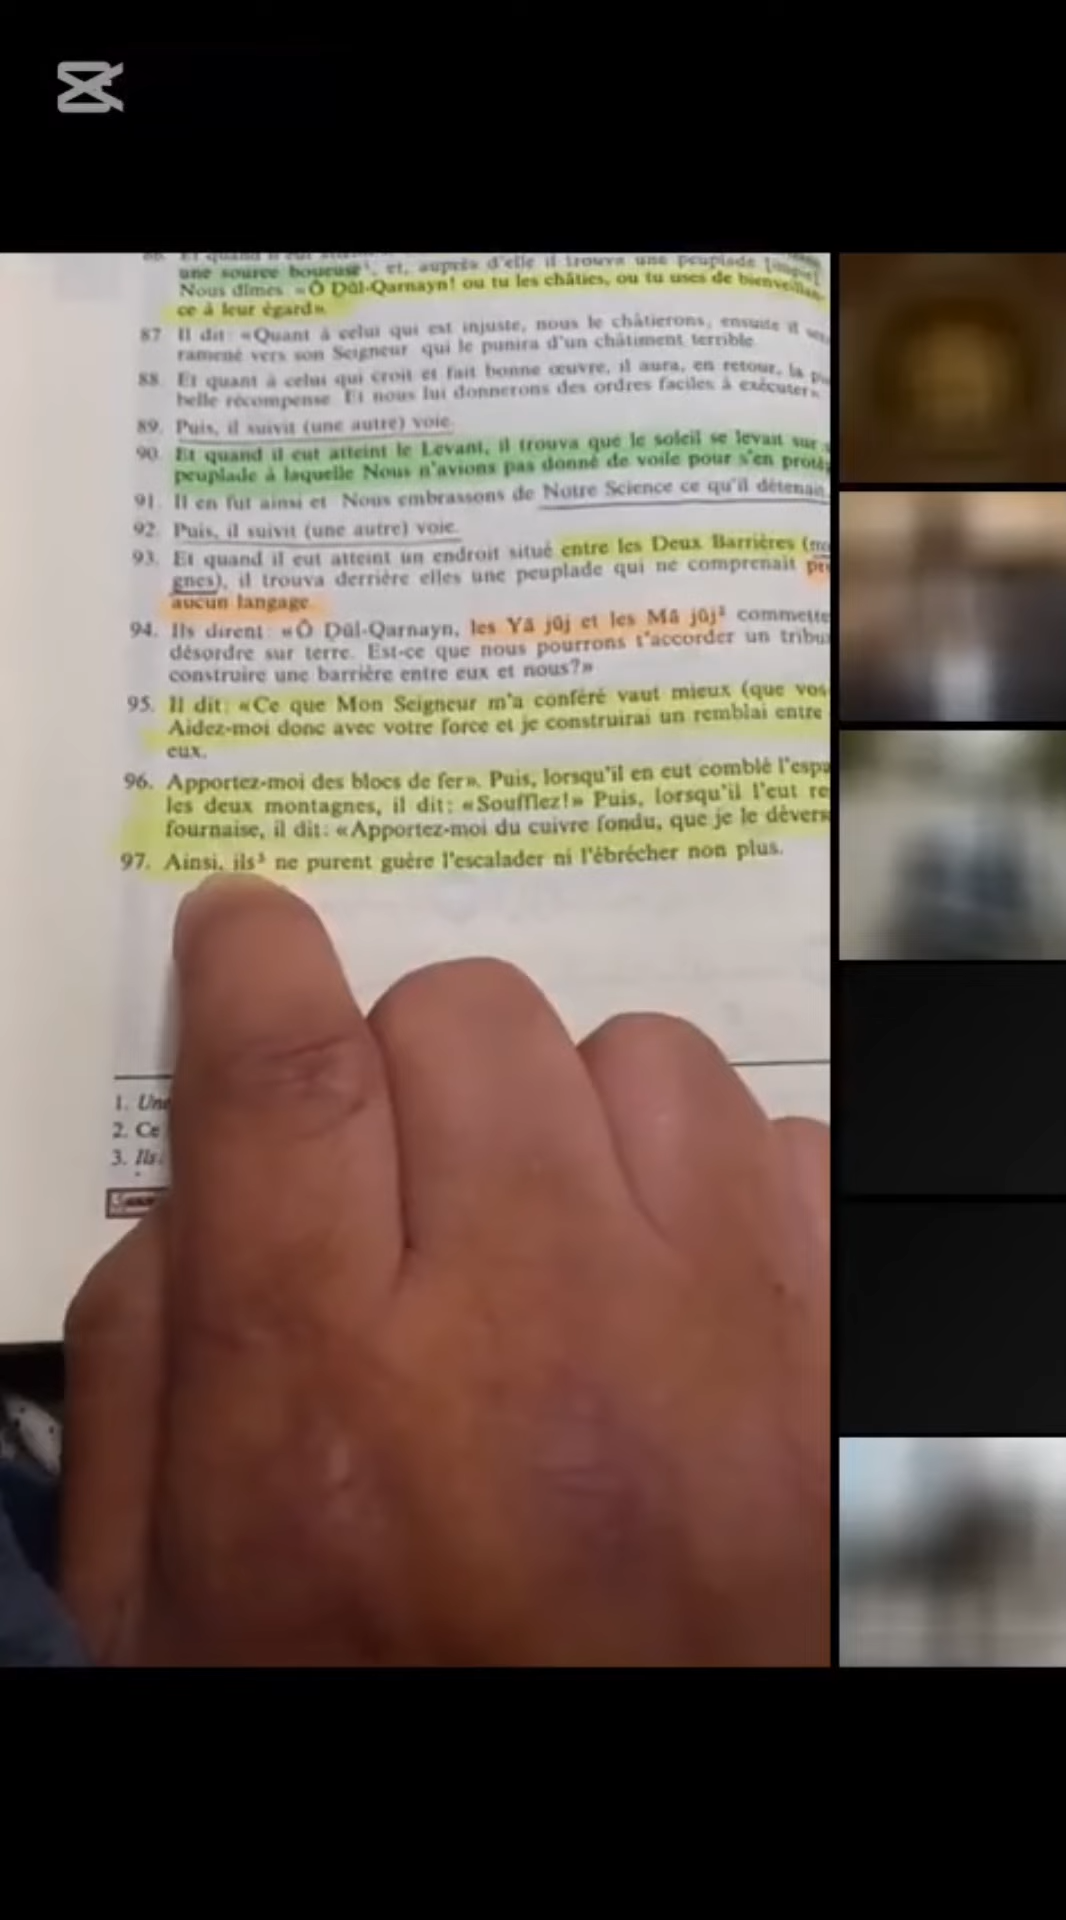 une source boueuse¹, et, auprès d'elle il trouva une peuplade
Nous dîmes «Ô Dûl-Qarnayn! ou tu les châties, ou tu uses de bienveillan-
ce à leur égard»
87 Il dit: «Quant à celui qui est injuste, nous le châtierons, ensuite il
ramené vers son Seigneur qui le punira d'un châtiment terrible
88. Et quant à celui qui croit et fait bonne œuvre, il aura, en retour, la
belle récompense Et nous lui donnerons des ordres faciles à exécuter».
89. Puis, il suivit (une autre) voie.
90. Et quand il eut atteint le Levant, il trouva que le soleil se levait sur
peuplade à laquelle Nous n'avions pas donné de voile pour s'en
91. Il en fut ainsi et Nous embrassons de Notre Science ce qu'il détenait
92. Puis, il suivit (une autre) voie.
93. Et quand il eut atteint un endroit situé entre les Deux Barrières
gnes), il trouva derrière elles une peuplade qui ne comprenait
aucun langage.
94. Ils dirent: «Ô Dûl-Qarnayn, les Yâ jûj et les Mâ jûj² commette
désordre sur terre. Est-ce que nous pourrons t'accorder un tribu
construire une barrière entre eux et nous?»
95. Il dit: «Ce que Mon Seigneur m'a conféré vaut mieux (que vos
Aidez-moi donc avec votre force et je construirai un remblai entre
eux.
96. Apportez-moi des blocs de fer». Puis, lorsqu'il en eut comblé l'espa
les deux montagnes, il dit: «Soufflez!» Puis, lorsqu'il l'eut re
fournaise, il dit: «Apportez-moi du cuivre fondu, que je le dévers
97. Ainsi, ils³ ne purent guère l'escalader ni l'ébrécher non plus.
1. Une
2. Ce
3. Ils